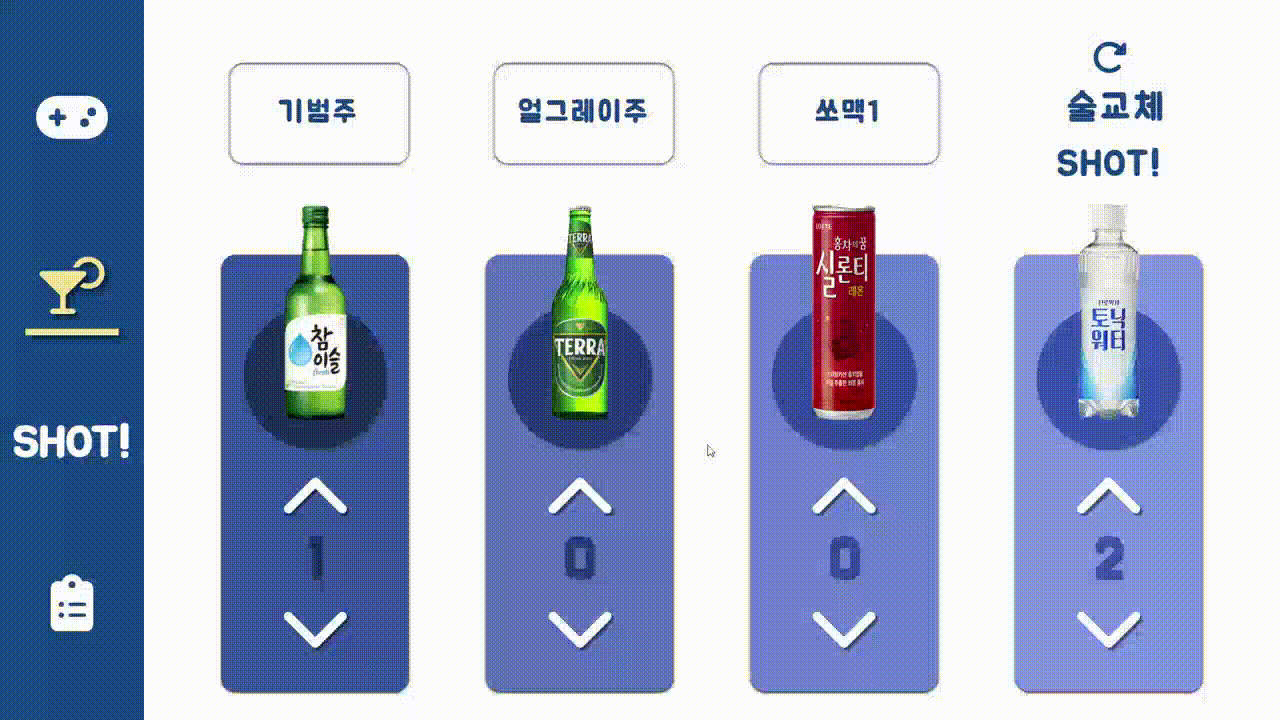 기범주
얼그레이주
쏘맥1
술교체
SHOT!
SHOT!
참
이슬
fresh
TERRA
TERRA
LOTTE
홍차의꿈
실론티
레몬
토닉
워터
1
0
0
2